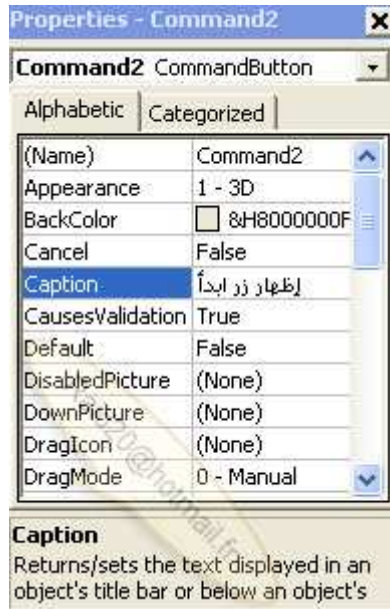 Properties - Command2
Command2 CommandButton
Alphabetic Categorized
(Name) Command2
Appearance 1 - 3D
BackColor &H8000000F
Cancel False
Caption إظهار زر ابدأ
CausesValidation True
Default False
DisabledPicture (None)
DownPicture (None)
DragIcon (None)
DragMode 0 - Manual
Caption
Returns/sets the text displayed in an
object's title bar or below an object's